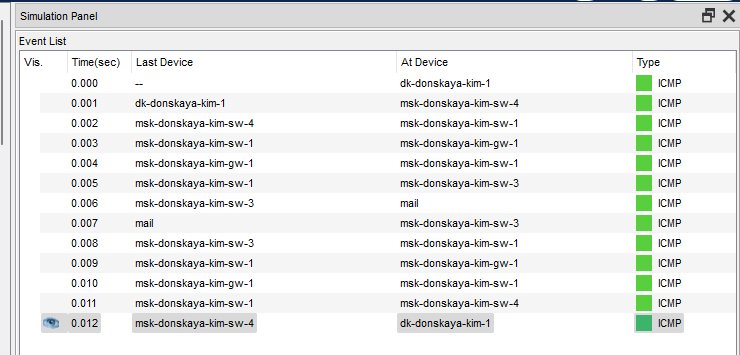 Simulation Panel
Event List
Vis. Time(sec) Last Device At Device Type
0.000 -- dk-donskaya-kim-1 ICMP
0.001 dk-donskaya-kim-1 msk-donskaya-kim-sw-4 ICMP
0.002 msk-donskaya-kim-sw-4 msk-donskaya-kim-sw-1 ICMP
0.003 msk-donskaya-kim-sw-1 msk-donskaya-kim-gw-1 ICMP
0.004 msk-donskaya-kim-gw-1 msk-donskaya-kim-sw-1 ICMP
0.005 msk-donskaya-kim-sw-1 msk-donskaya-kim-sw-3 ICMP
0.006 msk-donskaya-kim-sw-3 mail ICMP
0.007 mail msk-donskaya-kim-sw-3 ICMP
0.008 msk-donskaya-kim-sw-3 msk-donskaya-kim-sw-1 ICMP
0.009 msk-donskaya-kim-sw-1 msk-donskaya-kim-gw-1 ICMP
0.010 msk-donskaya-kim-gw-1 msk-donskaya-kim-sw-1 ICMP
0.011 msk-donskaya-kim-sw-1 msk-donskaya-kim-sw-4 ICMP
0.012 msk-donskaya-kim-sw-4 dk-donskaya-kim-1 ICMP